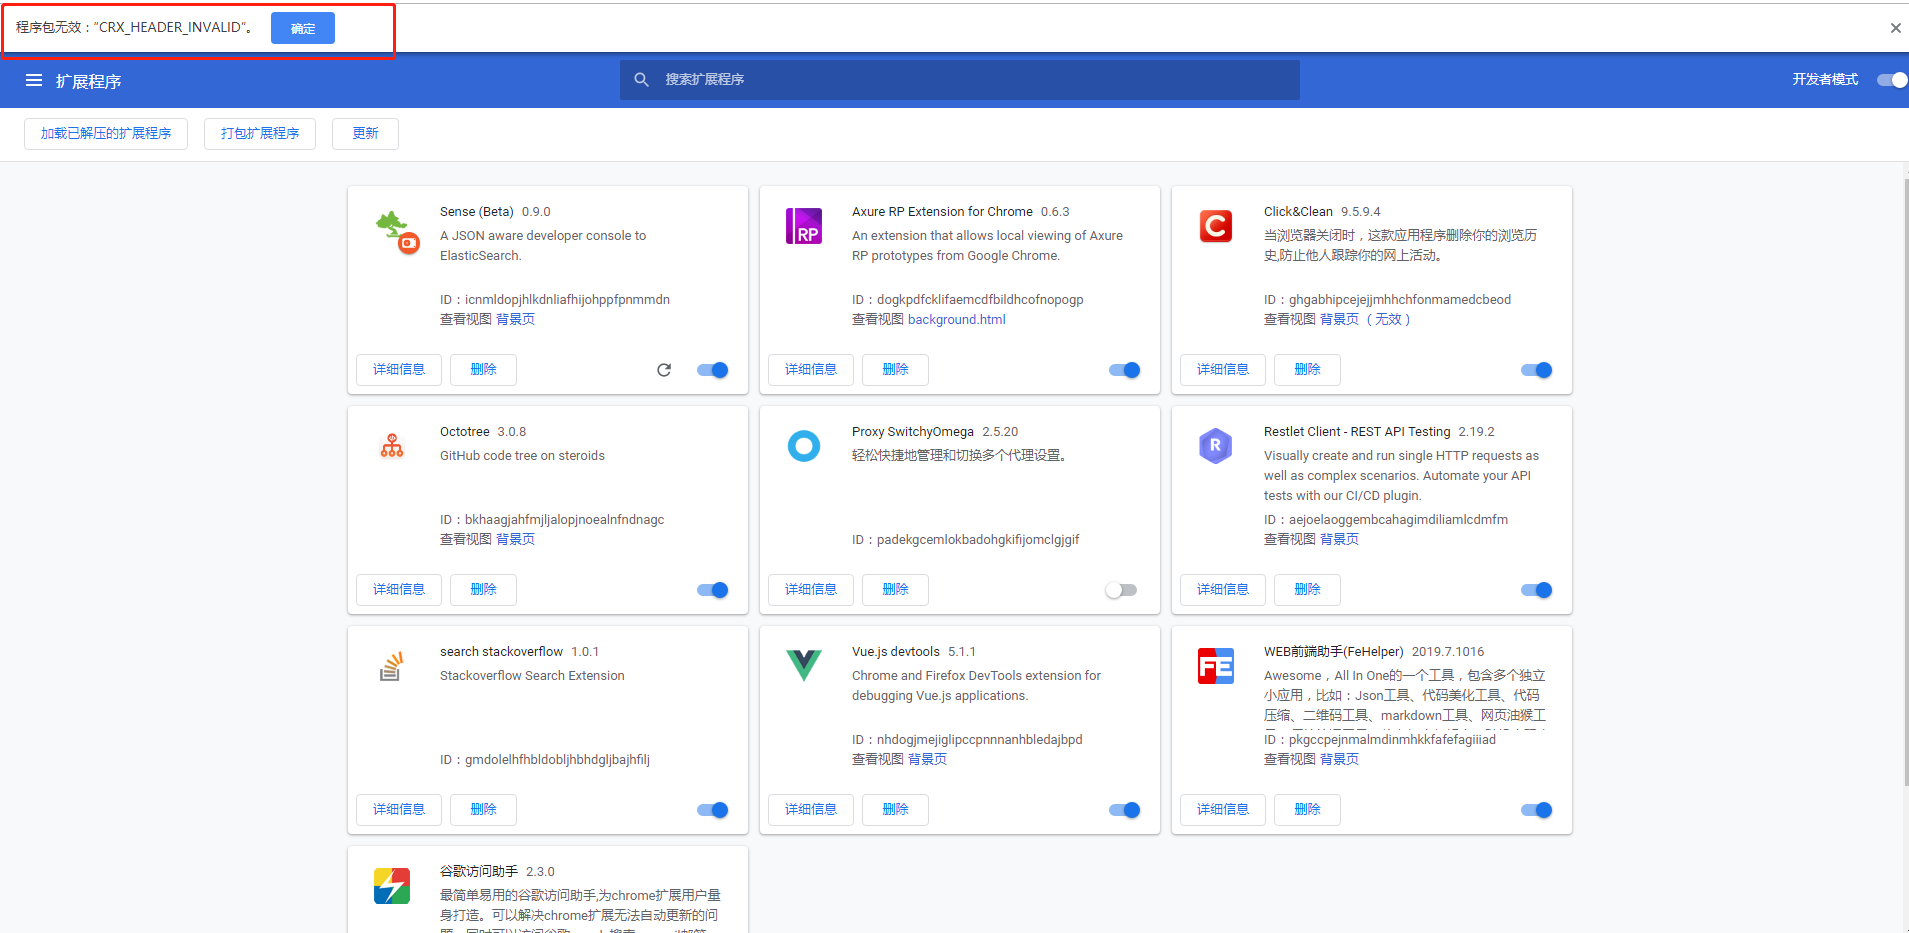 程序包无效："CRX_HEADER_INVALID"。 确定
扩展程序 搜索扩展程序 开发者模式
加载已解压的扩展程序 打包扩展程序 更新
Sense (Beta) 0.9.0
A JSON aware developer console to
ElasticSearch.
ID：icnmldopjhlkdnliafhijohppfpnmmdn
查看视图 背景页
详细信息 删除
Axure RP Extension for Chrome 0.6.3
An extension that allows local viewing of Axure
RP prototypes from Google Chrome.
ID：dogkpdfcklifaemcdfbildhcofnopogp
查看视图 background.html
详细信息 删除
Click&Clean 9.5.9.4
当浏览器关闭时，这款应用程序删除你的浏览历
史,防止他人跟踪你的网上活动。
ID：ghgabhipcejejjmhhchfonmamedcbeod
查看视图 背景页 （无效）
详细信息 删除
Octotree 3.0.8
GitHub code tree on steroids
ID：bkhaagjahfmjljalopjnoealnfndnagc
查看视图 背景页
详细信息 删除
Proxy SwitchyOmega 2.5.20
轻松快捷地管理和切换多个代理设置。
ID：padekgcemlokbadohgkifijomclgjgif
详细信息 删除
Restlet Client - REST API Testing 2.19.2
Visually create and run single HTTP requests as
well as complex scenarios. Automate your API
tests with our CI/CD plugin.
ID：aejoelaoggembcahagimdiliamlcdmfm
查看视图 背景页
详细信息 删除
search stackoverflow 1.0.1
Stackoverflow Search Extension
ID：gmdolelhfhbldobljhbhdgljbajhfilj
详细信息 删除
Vue.js devtools 5.1.1
Chrome and Firefox DevTools extension for
debugging Vue.js applications.
ID：nhdogjmejiglipccpnnnanhbledajbpd
查看视图 背景页
详细信息 删除
WEB前端助手(FeHelper) 2019.7.1016
Awesome，All In One的一个工具，包含多个独立
小应用，比如：Json工具、代码美化工具、代码
压缩、二维码工具、markdown工具、网页油猴工
ID：pkgccpejnmalmdinmhkkfafefagiiiad
查看视图 背景页
详细信息 删除
谷歌访问助手 2.3.0
最简单易用的谷歌访问助手,为chrome扩展用户量
身打造。可以解决chrome扩展无法自动更新的问